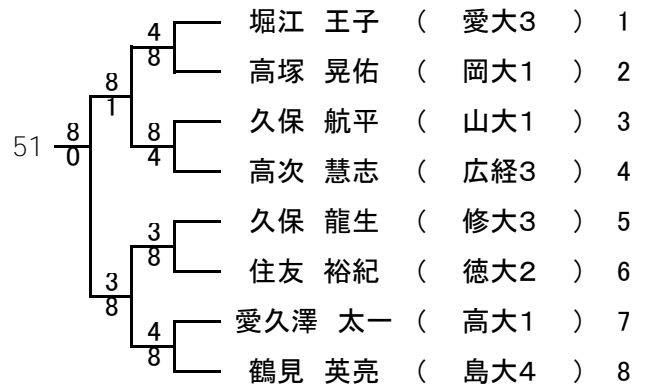 堀江 王子 ( 愛大3 ) 1
4
8
高塚 晃佑 ( 岡大1 ) 2
8
1
久保 航平 ( 山大1 ) 3
8
4
高次 慧志 ( 広経3 ) 4
51
8
0
久保 龍生 ( 修大3 ) 5
3
8
住友 裕紀 ( 徳大2 ) 6
3
8
愛久澤 太一 ( 高大1 ) 7
4
8
鶴見 英亮 ( 島大4 ) 8